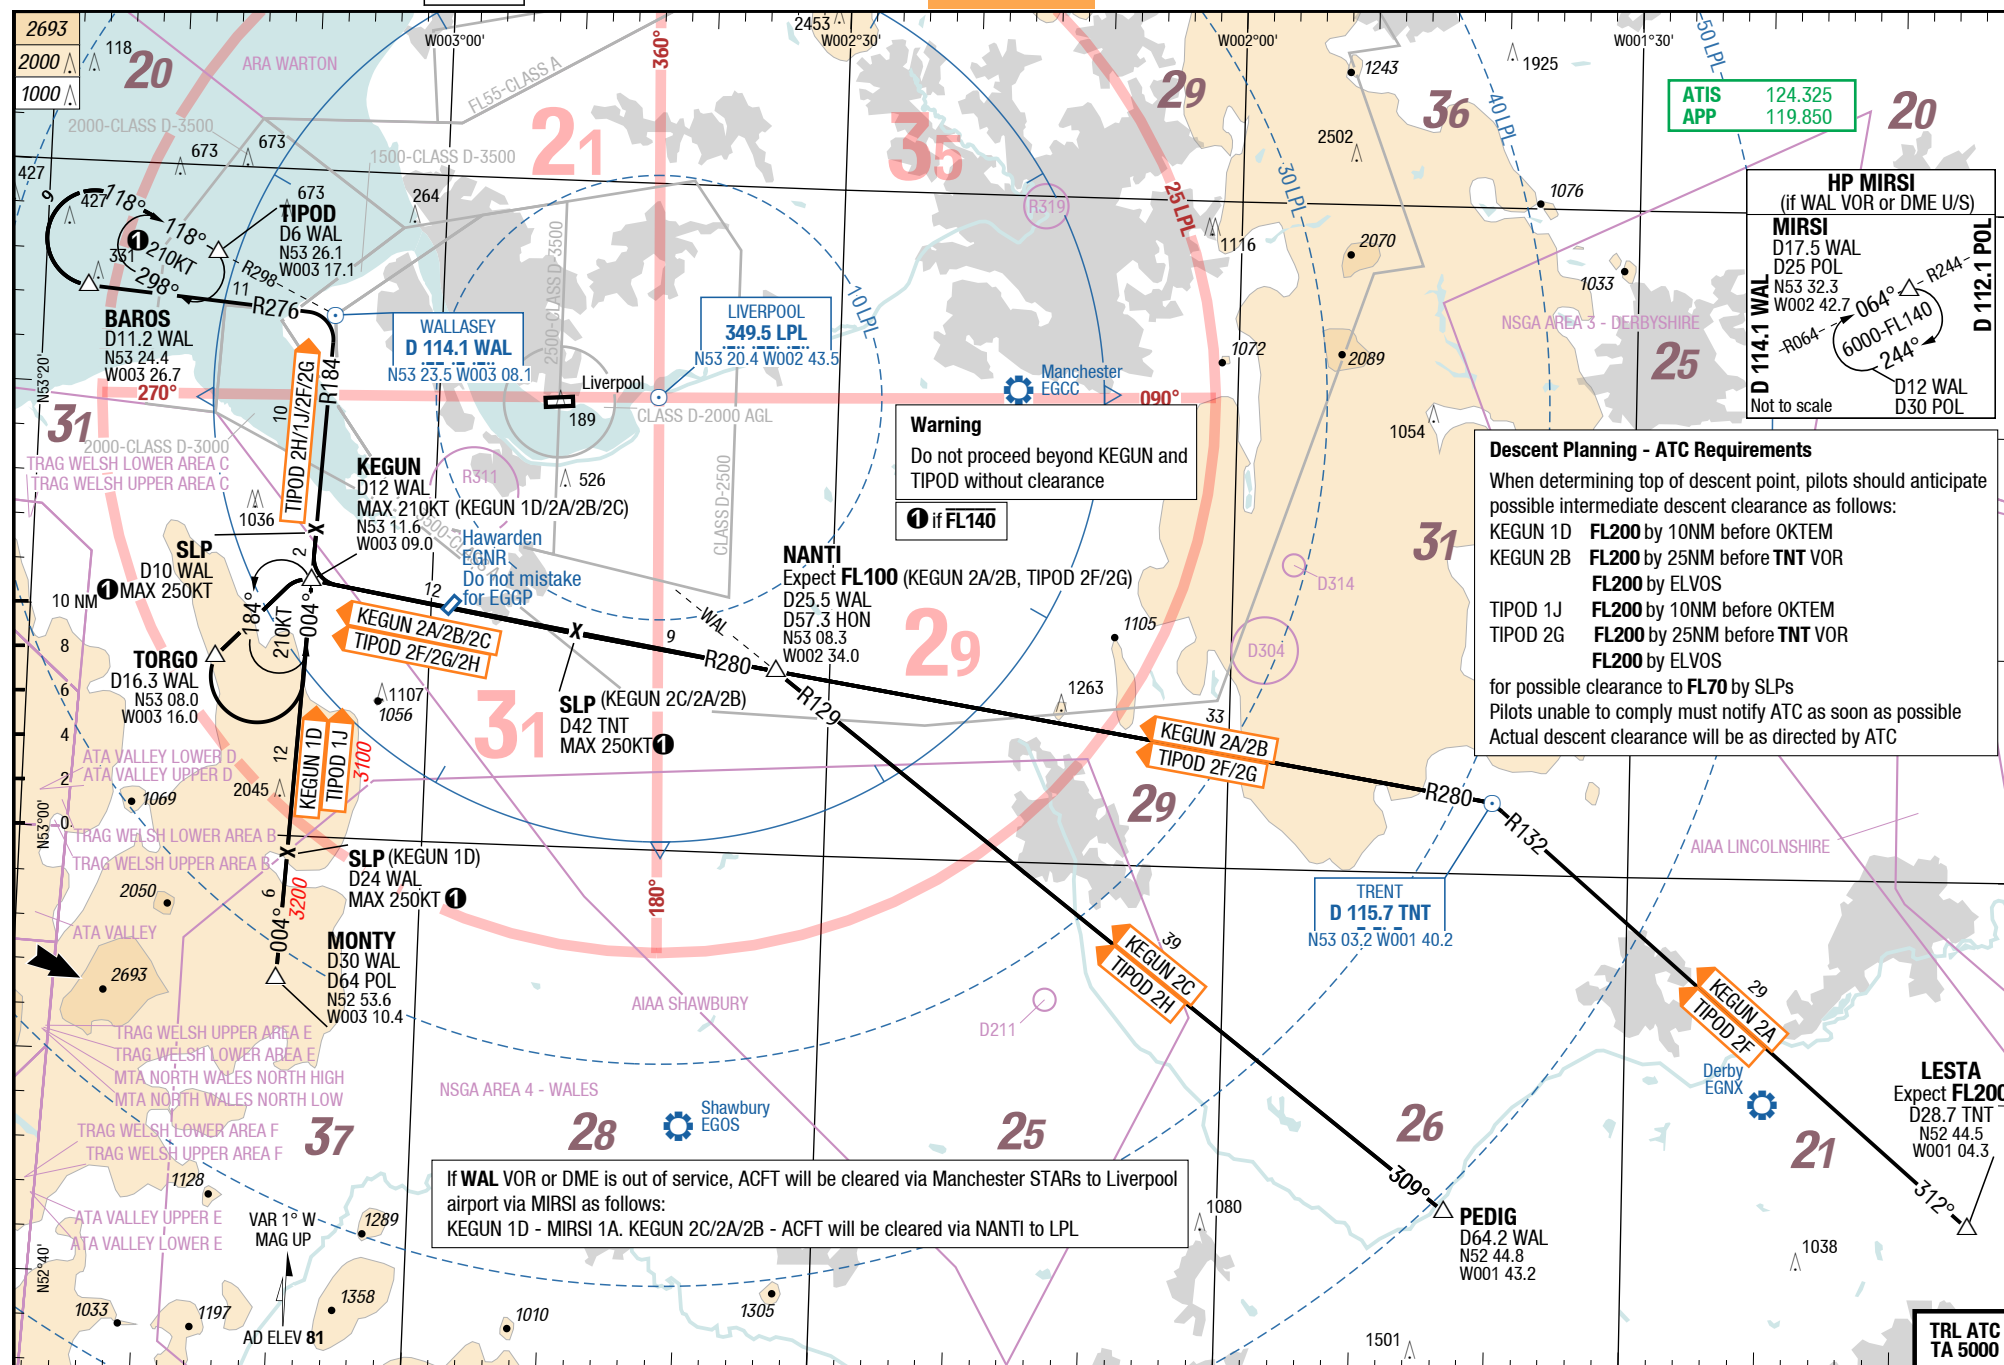 2693
2000
1000
118
20
ARA WARTON
W003°00'
360°
2453
W002°30'
W002°00'
W001°30'
50 LPL
1243
1925
ATIS 124.325
APP 119.850
20
FL55-CLASS A
2000-CLASS D-3500
21
35
29
36
40 LPL
2502
673
673
1500-CLASS D-3500
427
9
427
118°
118°
673
264
TIPOD
D6 WAL
N53 26.1
W003 17.1
R319
25 LPL
30 LPL
1116
2070
1076
1033
HP MIRSI
(if WAL VOR or DME U/S)
MIRSI
D17.5 WAL
D25 POL
N53 32.3
W002 42.7
D 114.1 WAL
D 112.1 POL
R244
R064
064°
6000-FL140
244°
D12 WAL
D30 POL
Not to scale
1
210KT
331
298°
R298
11
R276
BAROS
D11.2 WAL
N53 24.4
W003 26.7
WALLASEY
D 114.1 WAL
N53 23.5 W003 08.1
2500-CLASS D-3500
LIVERPOOL
349.5 LPL
N53 20.4 W002 43.5
10 LPL
NSGA AREA 3 - DERBYSHIRE
25
1072
2089
N53°20'
270°
R184
10
TIPOD 2H/1J/2F/2G
Liverpool
189
CLASS D-2000 AGL
Manchester
EGCC
090°
31
2000-CLASS D-3000
TRAG WELSH LOWER AREA C
TRAG WELSH UPPER AREA C
Warning
Do not proceed beyond KEGUN and
TIPOD without clearance
1 if FL140
1054
Descent Planning - ATC Requirements
When determining top of descent point, pilots should anticipate
possible intermediate descent clearance as follows:
KEGUN 1D FL200 by 10NM before OKTEM
KEGUN 2B FL200 by 25NM before TNT VOR
FL200 by ELVOS
TIPOD 1J FL200 by 10NM before OKTEM
TIPOD 2G FL200 by 25NM before TNT VOR
FL200 by ELVOS
for possible clearance to FL70 by SLPs
Pilots unable to comply must notify ATC as soon as possible
Actual descent clearance will be as directed by ATC
KEGUN
D12 WAL
MAX 210KT (KEGUN 1D/2A/2B/2C)
N53 11.6
W003 09.0
R311
526
CLASS D-2500
1036
X
2
SLP
D10 WAL
1 MAX 250KT
Hawarden
EGNR
Do not mistake
for EGGP
31
D314
NANTI
Expect FL100 (KEGUN 2A/2B, TIPOD 2F/2G)
D25.5 WAL
D57.3 HON
N53 08.3
W002 34.0
10 NM
8
6
4
2
0
184°
210KT
004°
12
KEGUN 2A/2B/2C
TIPOD 2F/2G/2H
X
9
WAL
R280
R129
29
1105
D304
TORGO
D16.3 WAL
N53 08.0
W003 16.0
1107
1056
31
SLP (KEGUN 2C/2A/2B)
D42 TNT
MAX 250KT 1
1263
33
KEGUN 2A/2B
TIPOD 2F/2G
ATA VALLEY LOWER D
ATA VALLEY UPPER D
1069
2045
12
KEGUN 1D
TIPOD 1J
3100
29
R280
R132
N53°00'
TRAG WELSH LOWER AREA B
TRAG WELSH UPPER AREA B
X
SLP (KEGUN 1D)
D24 WAL
MAX 250KT 1
180°
AIAA LINCOLNSHIRE
TRENT
D 115.7 TNT
N53 03.2 W001 40.2
2050
6
3200
004°
ATA VALLEY
MONTY
D30 WAL
D64 POL
N52 53.6
W003 10.4
2693
39
KEGUN 2C
TIPOD 2H
29
KEGUN 2A
TIPOD 2F
AIAA SHAWBURY
D211
TRAG WELSH UPPER AREA E
TRAG WELSH LOWER AREA E
MTA NORTH WALES NORTH HIGH
MTA NORTH WALES NORTH LOW
NSGA AREA 4 - WALES
TRAG WELSH LOWER AREA F
TRAG WELSH UPPER AREA F
37
28
Shawbury
EGOS
25
26
Derby
EGNX
21
LESTA
Expect FL200
D28.7 TNT
N52 44.5
W001 04.3
312°
309°
1128
ATA VALLEY UPPER E
ATA VALLEY LOWER E
VAR 1° W
MAG UP
1289
If WAL VOR or DME is out of service, ACFT will be cleared via Manchester STARs to Liverpool
airport via MIRSI as follows:
KEGUN 1D - MIRSI 1A. KEGUN 2C/2A/2B - ACFT will be cleared via NANTI to LPL
1080
PEDIG
D64.2 WAL
N52 44.8
W001 43.2
1038
N52°40'
1033
1197
1358
AD ELEV 81
1010
1305
1501
TRL ATC
TA 5000